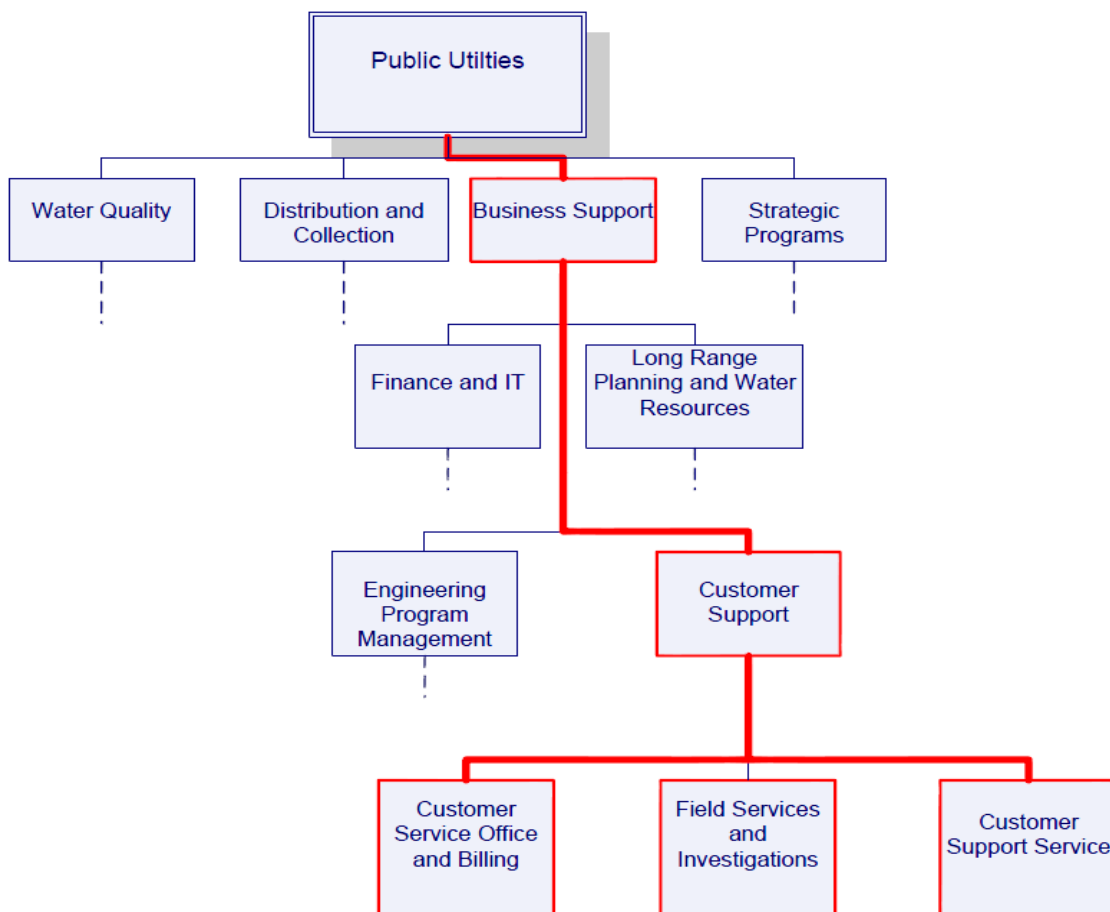 Public Utilties
Water Quality
Distribution and
Collection
Business Support
Strategic
Programs
Finance and IT
Long Range
Planning and Water
Resources
Engineering
Program
Management
Customer
Support
Customer
Service Office
and Billing
Field Services
and
Investigations
Customer
Support Service